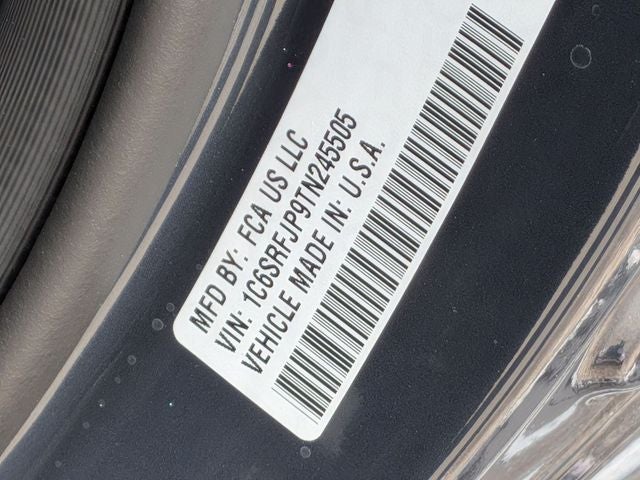 MFD BY: FCA US LLC
VIN: 1C6SRFJP9TN245505
VEHICLE MADE IN: U.S.A.